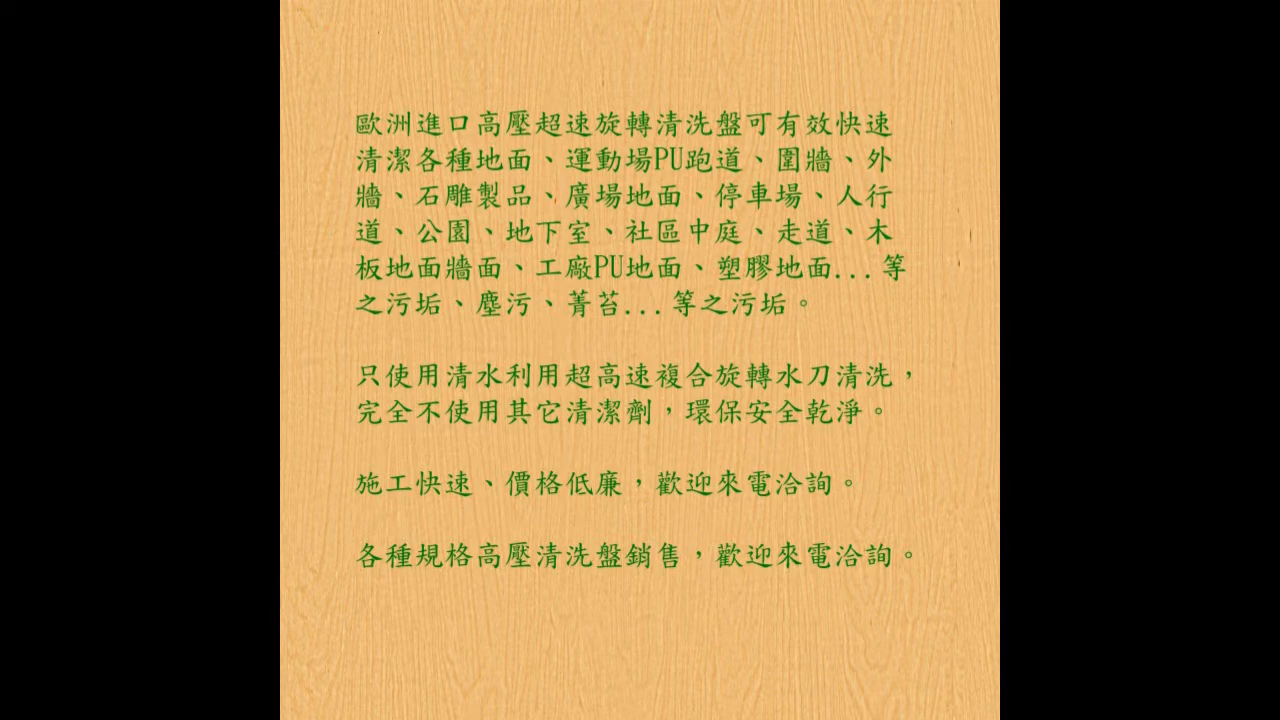 歐洲進口高壓超速旋轉清洗盤可有效快速
清潔各種地面、運動場PU跑道、圍牆、外
牆、石雕製品、廣場地面、停車場、人行
道、公園、地下室、社區中庭、走道、木
板地面牆面、工廠PU地面、塑膠地面...等
之污垢、塵污、菁苔...等之污垢。
只使用清水利用超高速複合旋轉水刀清洗，
完全不使用其它清潔劑，環保安全乾淨。
施工快速、價格低廉，歡迎來電洽詢。
各種規格高壓清洗盤銷售，歡迎來電洽詢。